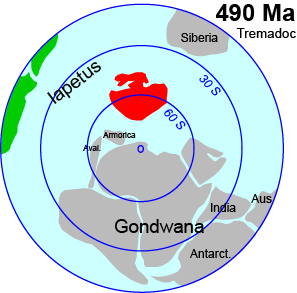 490 Ma
Tremadoc
Siberia
Iapetus
30 S
60 S
Armorica
Aval.
Gondwana
India
Aus
Antarct.